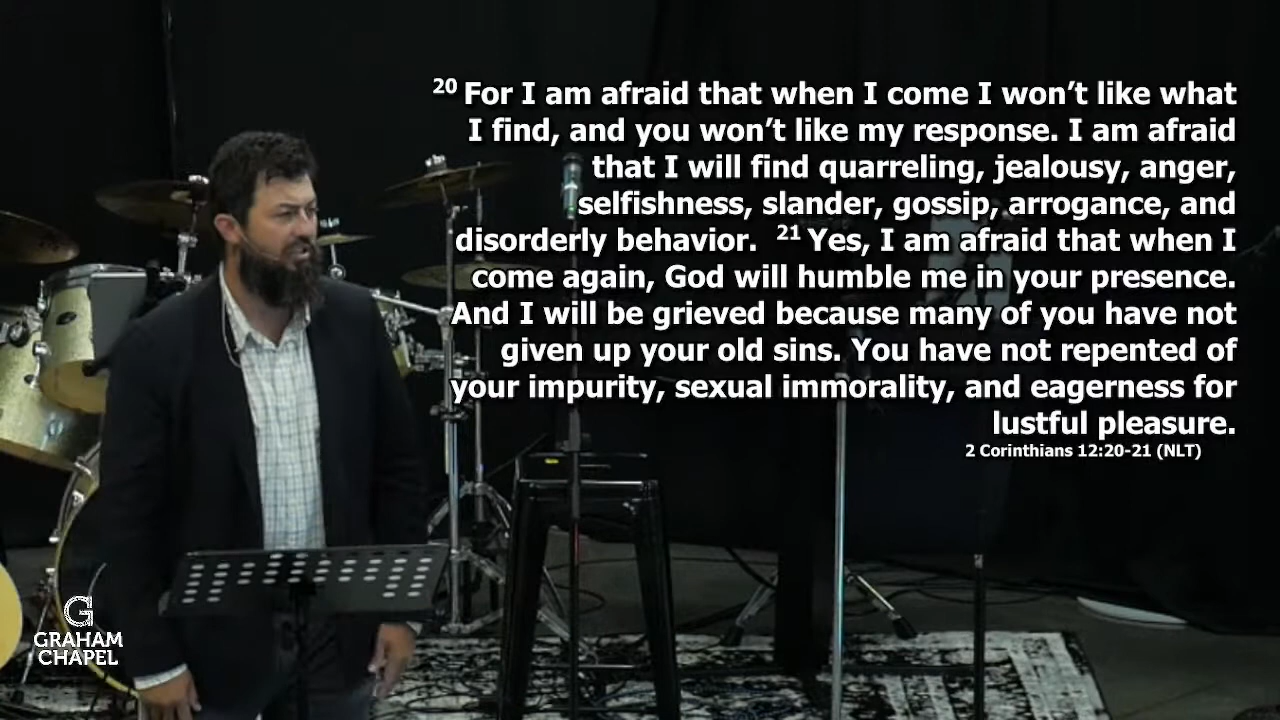 20 For I am afraid that when I come I won’t like what
I find, and you won’t like my response. I am afraid
that I will find quarreling, jealousy, anger,
selfishness, slander, gossip, arrogance, and
disorderly behavior. 21 Yes, I am afraid that when I
come again, God will humble me in your presence.
And I will be grieved because many of you have not
given up your old sins. You have not repented of
your impurity, sexual immorality, and eagerness for
lustful pleasure.
2 Corinthians 12:20-21 (NLT)
G
GRAHAM
CHAPEL